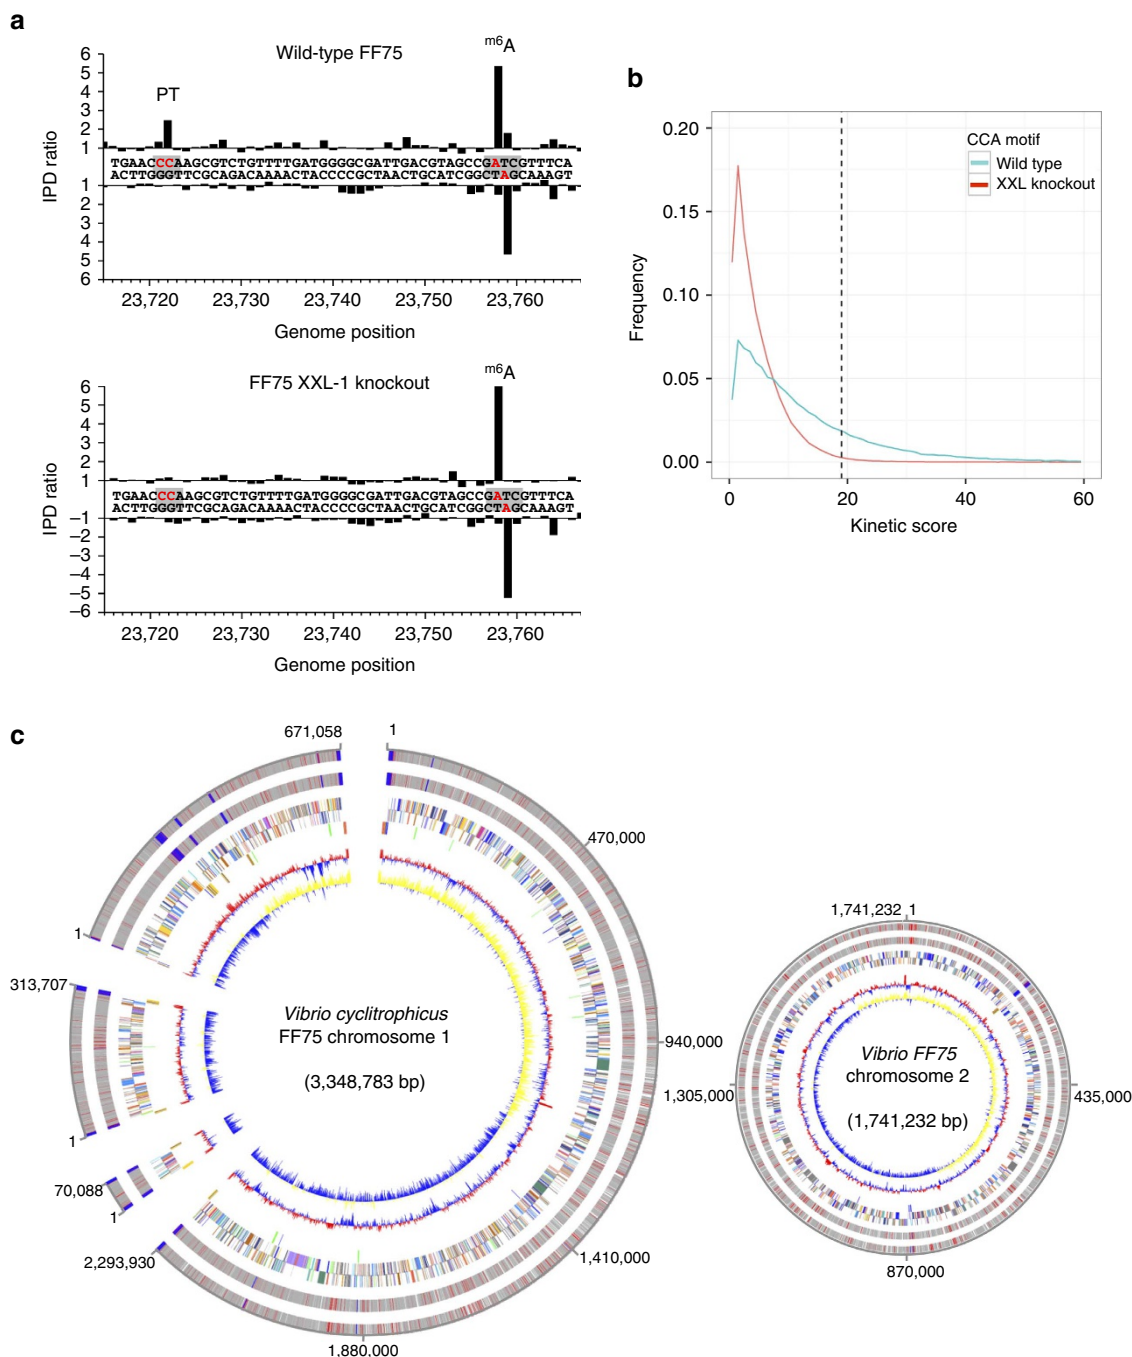 a
Wild-type FF75
PT
m6A
IPD ratio
6
5
4
3
2
1
TGAACCCAAGCGTCTGTTTTGATGGGGCGATTGACGTAGCCGATCGTTTCA
ACTTGGGTTCGCAGACAAAACTACCCCGCTAACTGCATCGGCTAGCAAAGT
1
2
3
4
5
6
23,720 23,730 23,740 23,750 23,760
Genome position
FF75 XXL-1 knockout
m6A
IPD ratio
6
5
4
3
2
1
TGAACCCAAGCGTCTGTTTTGATGGGGCGATTGACGTAGCCGATCGTTTCA
ACTTGGGTTCGCAGACAAAACTACCCCGCTAACTGCATCGGCTAGCAAAGT
−1
−2
−3
−4
−5
−6
23,720 23,730 23,740 23,750 23,760
Genome position
b
CCA motif
Wild type
XXL knockout
Frequency
0.20
0.15
0.10
0.05
0.00
0 20 40 60
Kinetic score
c
671,058
1
470,000
940,000
1,410,000
1,880,000
2,293,930
1
70,088
1
313,707
1
Vibrio cyclitrophicus
FF75 chromosome 1
(3,348,783 bp)
1,741,232 1
435,000
870,000
1,305,000
Vibrio FF75
chromosome 2
(1,741,232 bp)